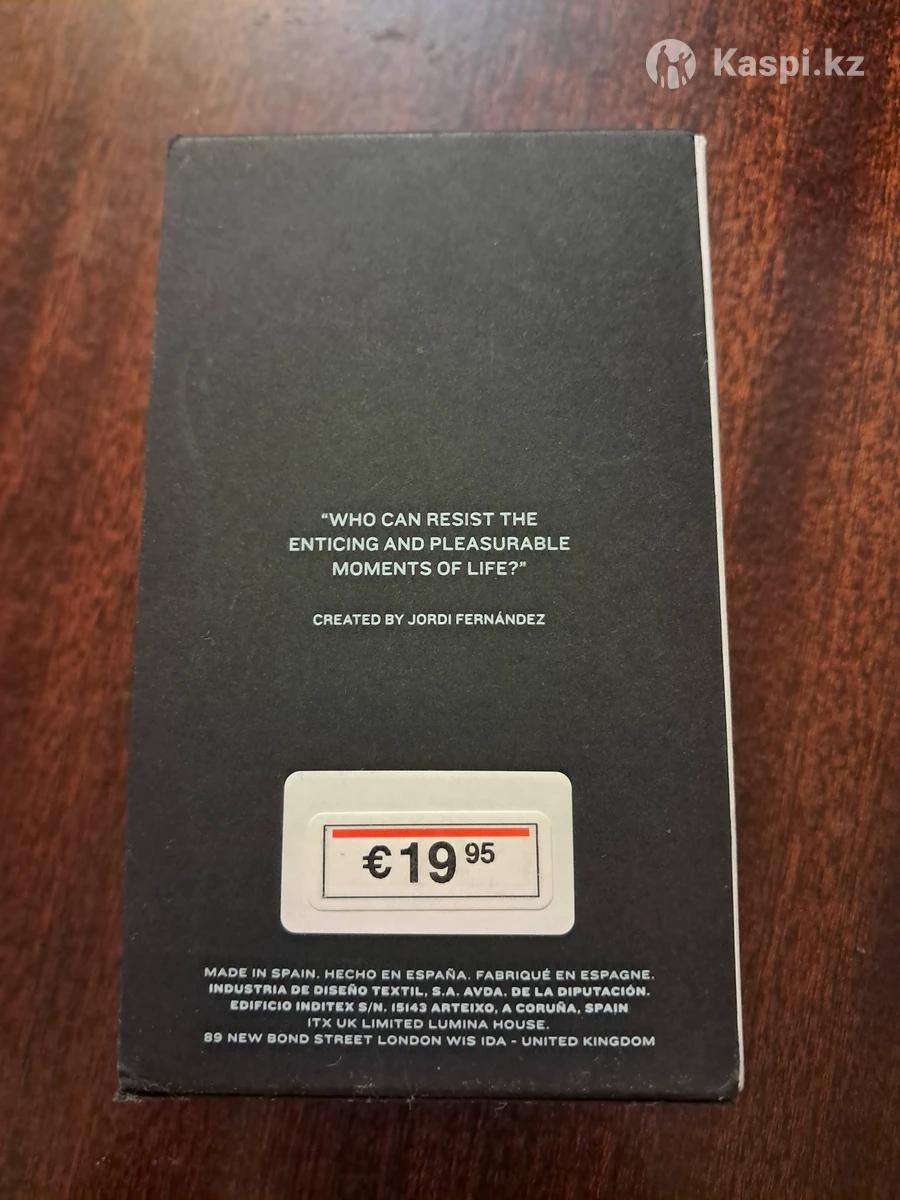 Kaspi.kz
"WHO CAN RESIST THE
ENTICING AND PLEASURABLE
MOMENTS OF LIFE?"
CREATED BY JORDI FERNÁNDEZ
€19 95
MADE IN SPAIN. HECHO EN ESPAÑA. FABRIQUÉ EN ESPAGNE.
INDUSTRIA DE DISEÑO TEXTIL, S.A. AVDA. DE LA DIPUTACIÓN.
EDIFICIO INDITEX S/N. 15143 ARTEIXO, A CORUÑA, SPAIN
ITX UK LIMITED LUMINA HOUSE.
89 NEW BOND STREET LONDON W1S 1DA - UNITED KINGDOM